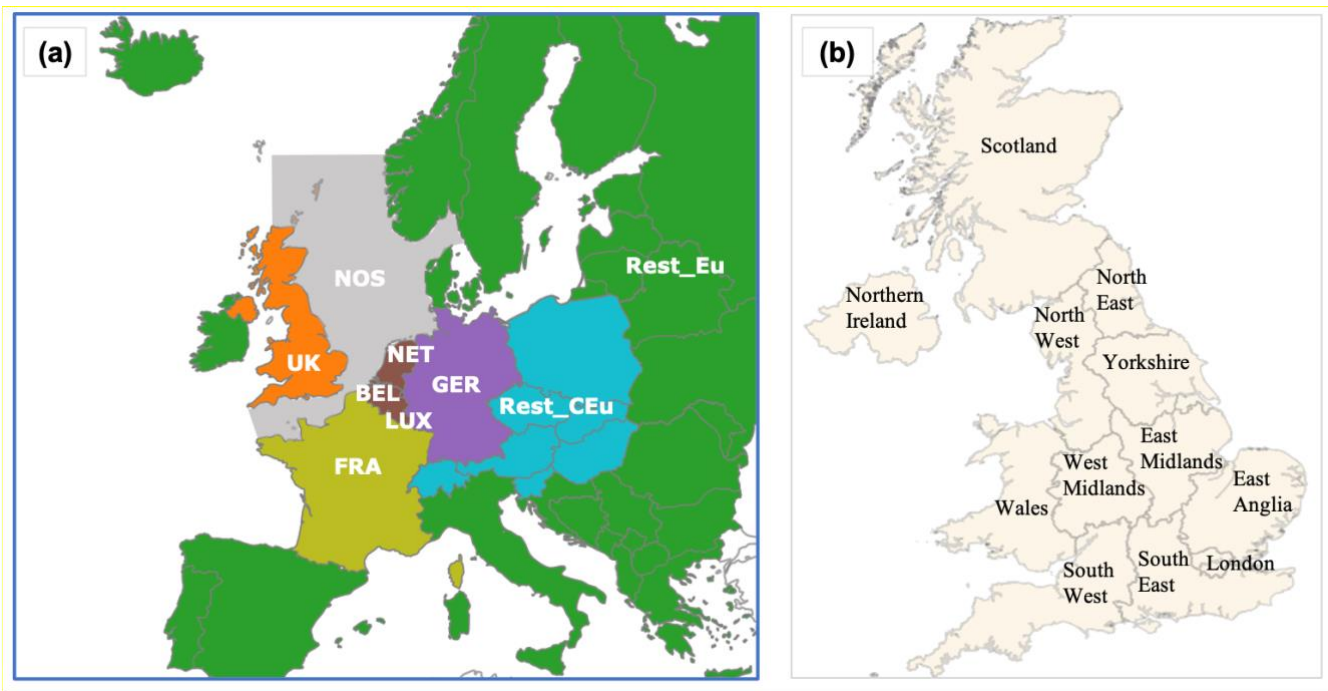 (a)
Rest_Eu
NOS
UK
NET
GER
BEL
LUX
Rest_CEu
FRA
(b)
Scotland
North
East
Northern
Ireland
North
West
Yorkshire
East
Midlands
West
Midlands
East
Anglia
Wales
South
West
South
East
London